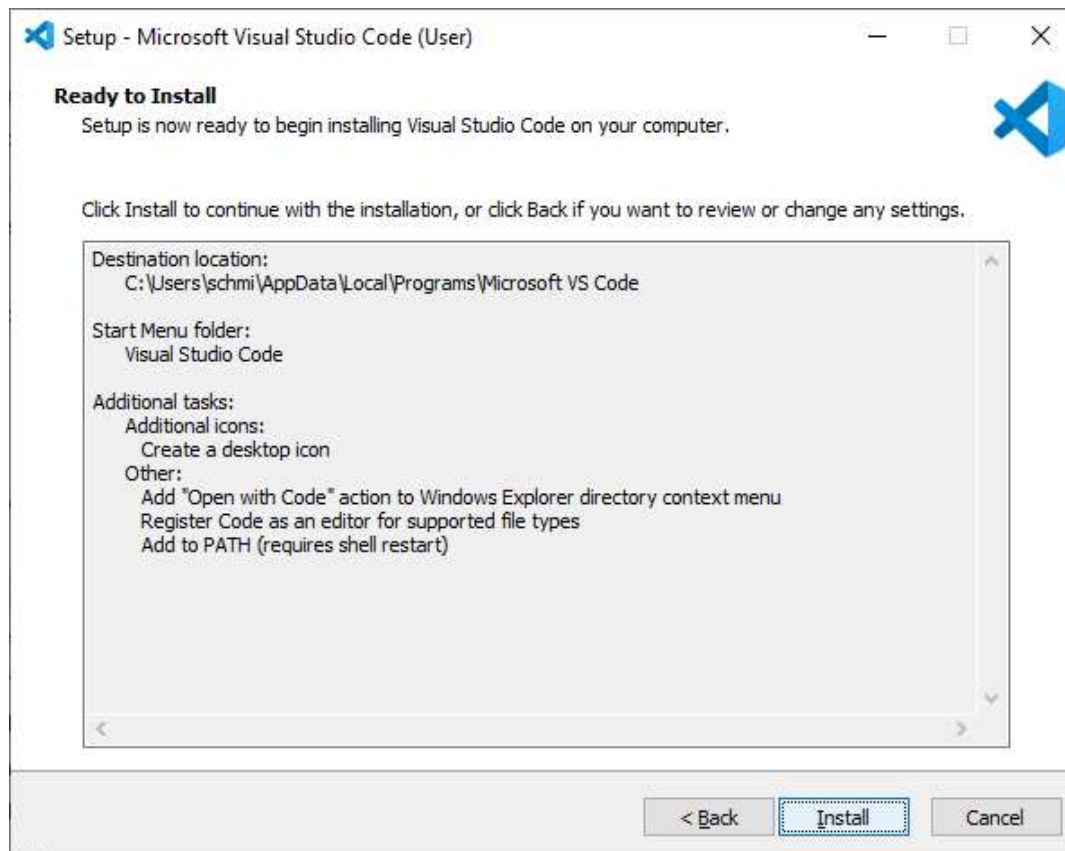 Setup - Microsoft Visual Studio Code (User)
Ready to Install
Setup is now ready to begin installing Visual Studio Code on your computer.
Click Install to continue with the installation, or click Back if you want to review or change any settings.
Destination location:
C:\Users\schmi\AppData\Local\Programs\Microsoft VS Code
Start Menu folder:
Visual Studio Code
Additional tasks:
Additional icons:
Create a desktop icon
Other:
Add "Open with Code" action to Windows Explorer directory context menu
Register Code as an editor for supported file types
Add to PATH (requires shell restart)
< Back
Install
Cancel